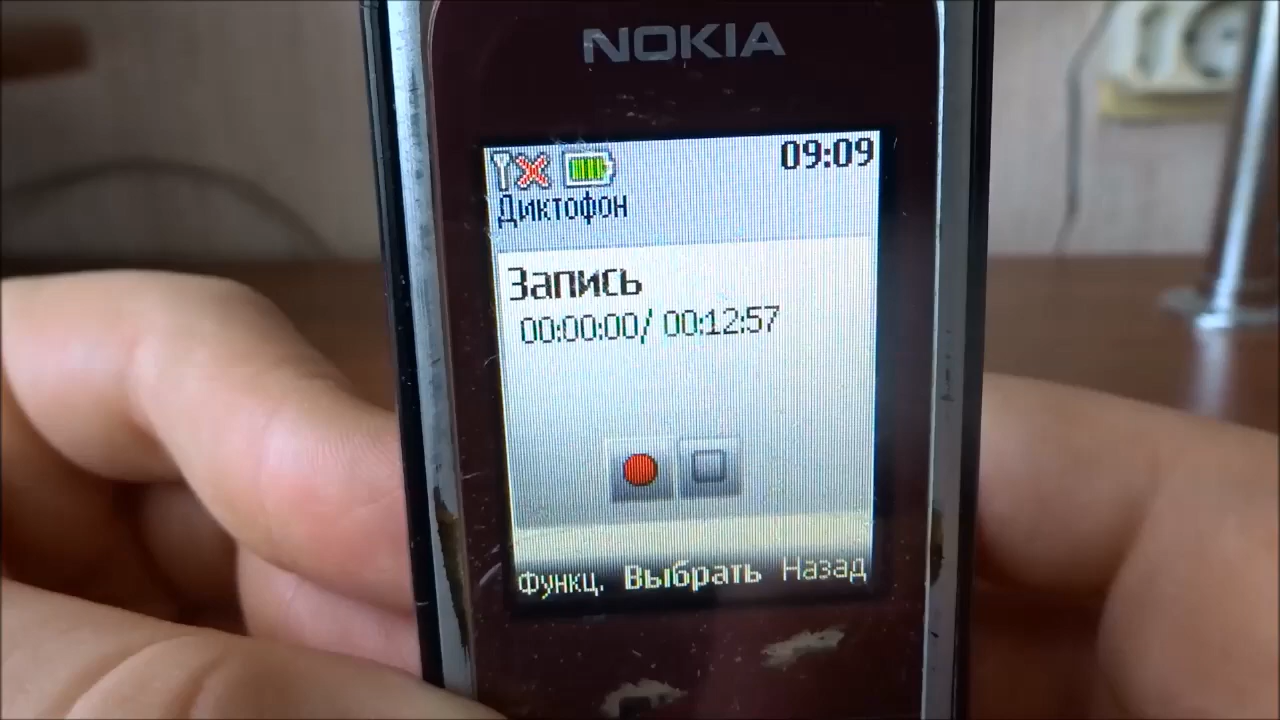 NOKIA
09:09
Диктофон
Запись
00:00:00/ 00:12:57
Функц. Выбрать Назад